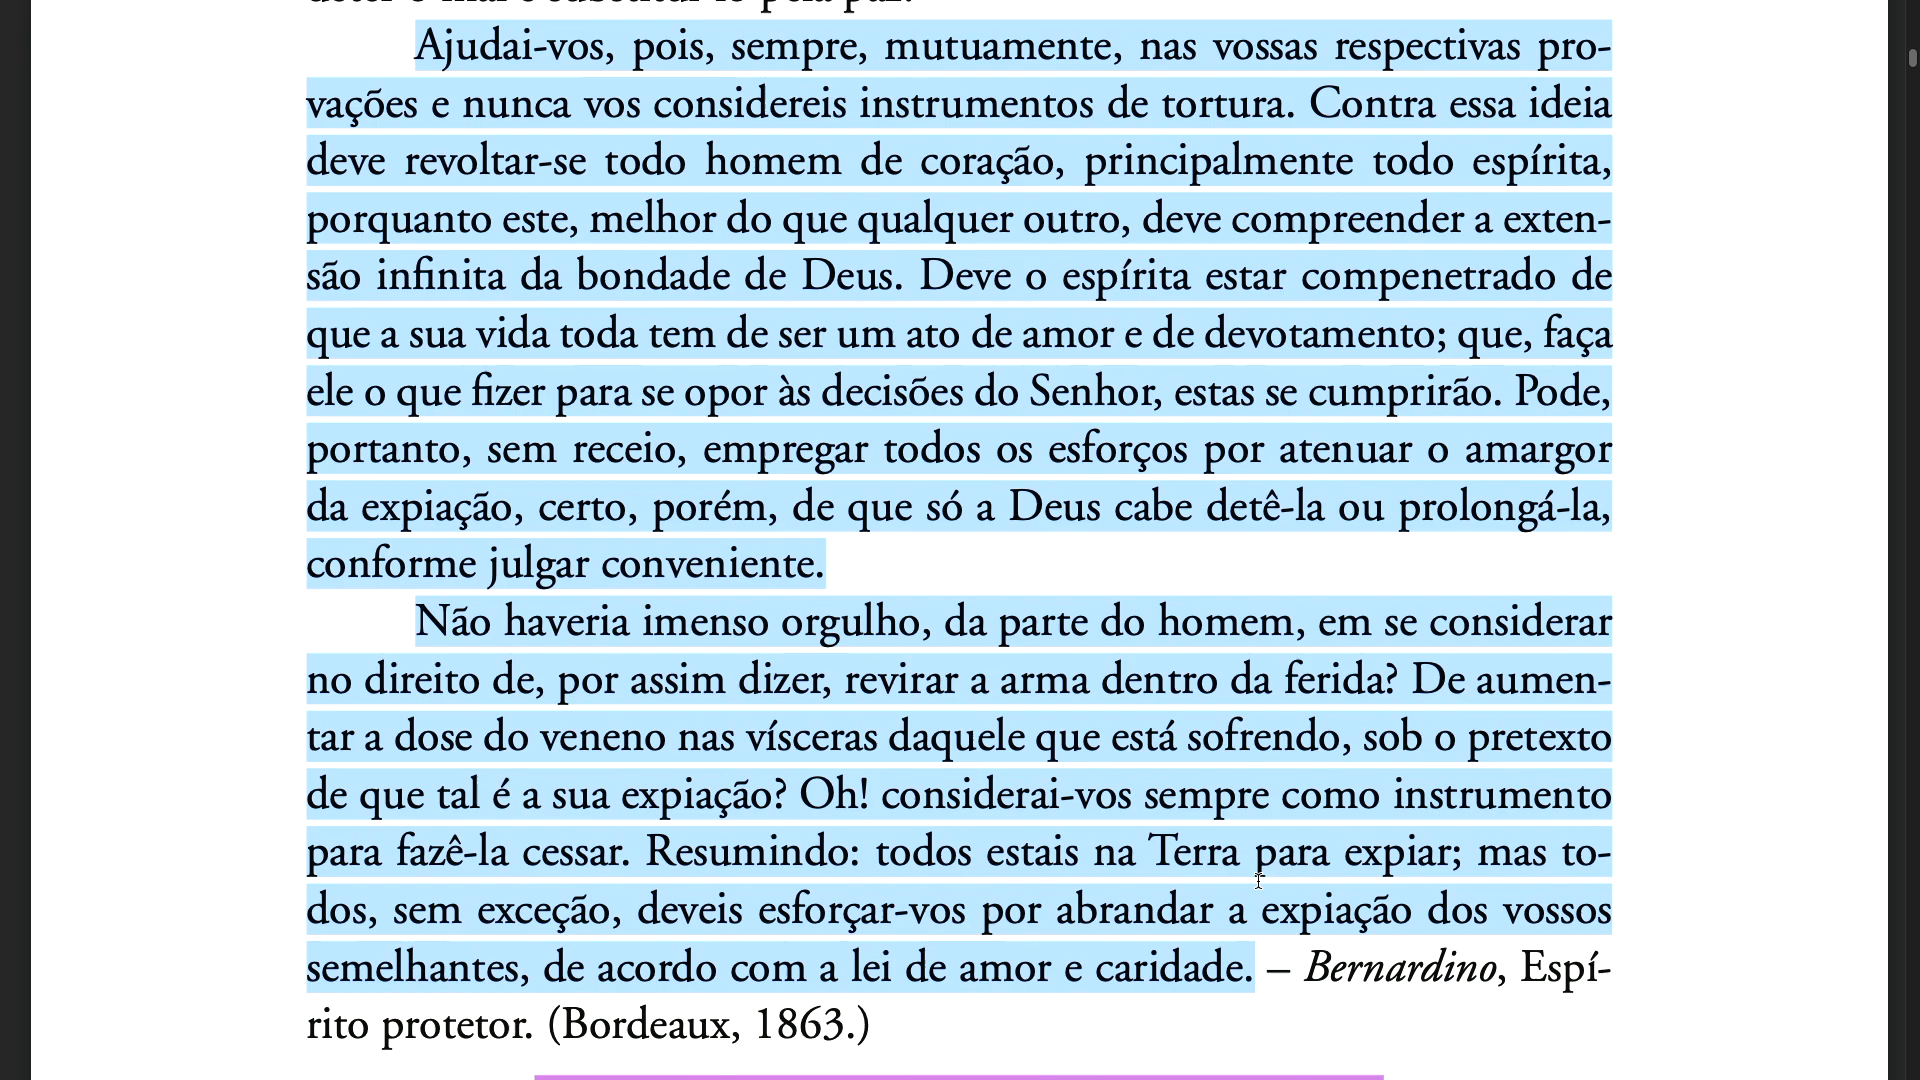 Ajudai-vos, pois, sempre, mutuamente, nas vossas respectivas pro-
vações e nunca vos considereis instrumentos de tortura. Contra essa ideia
deve revoltar-se todo homem de coração, principalmente todo espírita,
porquanto este, melhor do que qualquer outro, deve compreender a exten-
são infinita da bondade de Deus. Deve o espírita estar compenetrado de
que a sua vida toda tem de ser um ato de amor e de devotamento; que, faça
ele o que fizer para se opor às decisões do Senhor, estas se cumprirão. Pode,
portanto, sem receio, empregar todos os esforços por atenuar o amargor
da expiação, certo, porém, de que só a Deus cabe detê-la ou prolongá-la,
conforme julgar conveniente.
Não haveria imenso orgulho, da parte do homem, em se considerar
no direito de, por assim dizer, revirar a arma dentro da ferida? De aumen-
tar a dose do veneno nas vísceras daquele que está sofrendo, sob o pretexto
de que tal é a sua expiação? Oh! considerai-vos sempre como instrumento
para fazê-la cessar. Resumindo: todos estais na Terra para expiar; mas to-
dos, sem exceção, deveis esforçar-vos por abrandar a expiação dos vossos
semelhantes, de acordo com a lei de amor e caridade. – Bernardino, Espí-
rito protetor. (Bordeaux, 1863.)